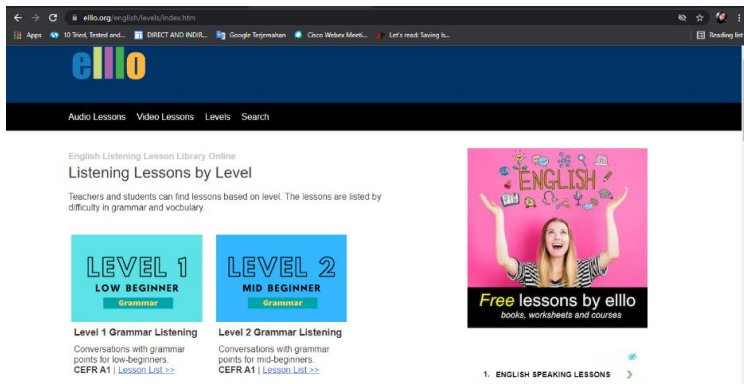 elllo.org/english/levels/index.htm
Apps
10 Tried, Tested and...
DIRECT AND INDIR...
Google Terjemahan
Cisco Webex Meeti...
Let's read: Saving b...
Reading list
elllo
Audio Lessons Video Lessons Levels Search
English Listening Lesson Library Online
Listening Lessons by Level
Teachers and students can find lessons based on level. The lessons are listed by
difficulty in grammar and vocbulary.
LEVEL 1
LOW BEGINNER
Grammar
Level 1 Grammar Listening
Conversations with grammar
points for low-beginners.
CEFR A1 | Lesson List >>
LEVEL 2
MID BEGINNER
Grammar
Level 2 Grammar Listening
Conversations with grammar
points for mid-beginners.
CEFR A1 | Lesson List >>
ENGLISH
Free lessons by elllo
books, worksheets and courses
1. ENGLISH SPEAKING LESSONS